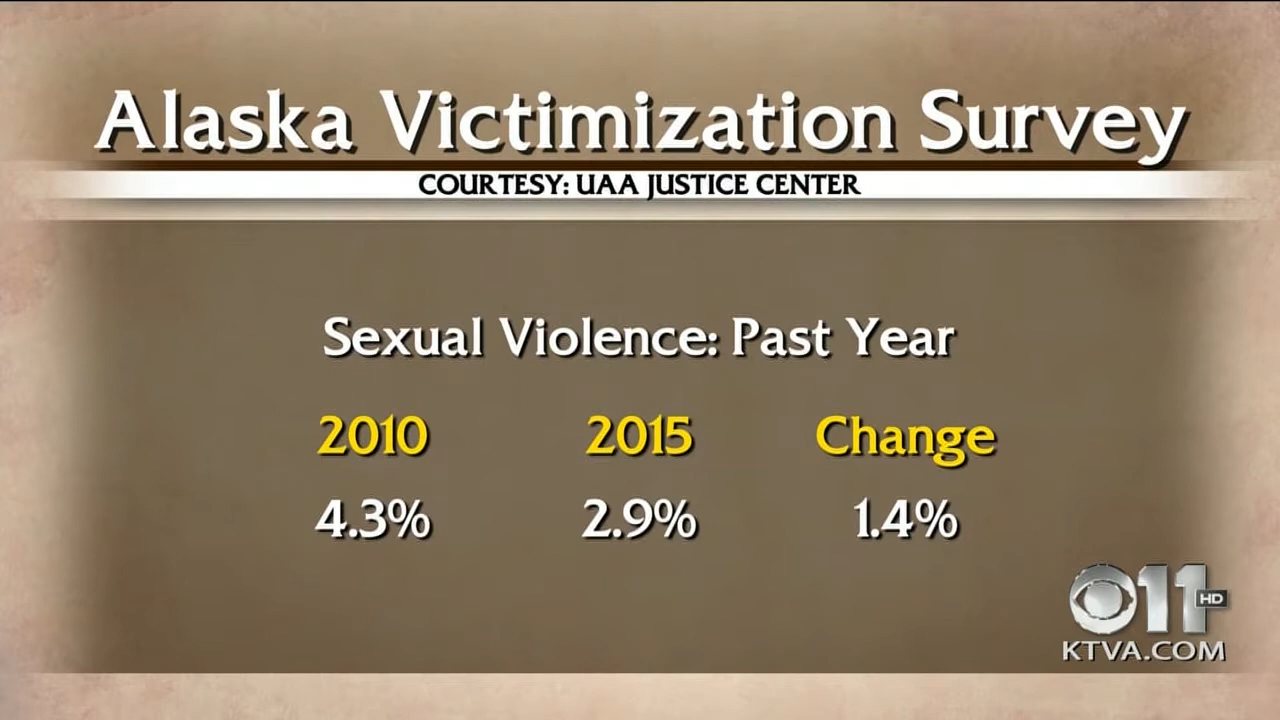 Alaska Victimization Survey
COURTESY: UAA JUSTICE CENTER
Sexual Violence: Past Year
2010 2015 Change
4.3% 2.9% 1.4%
11 HD
KTVA.COM